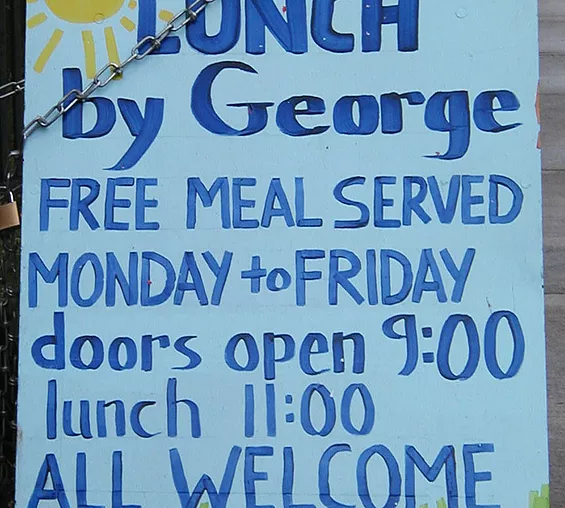 LUNCH
by George
FREE MEAL SERVED
MONDAY to FRIDAY
doors open 9:00
lunch 11:00
ALL WELCOME